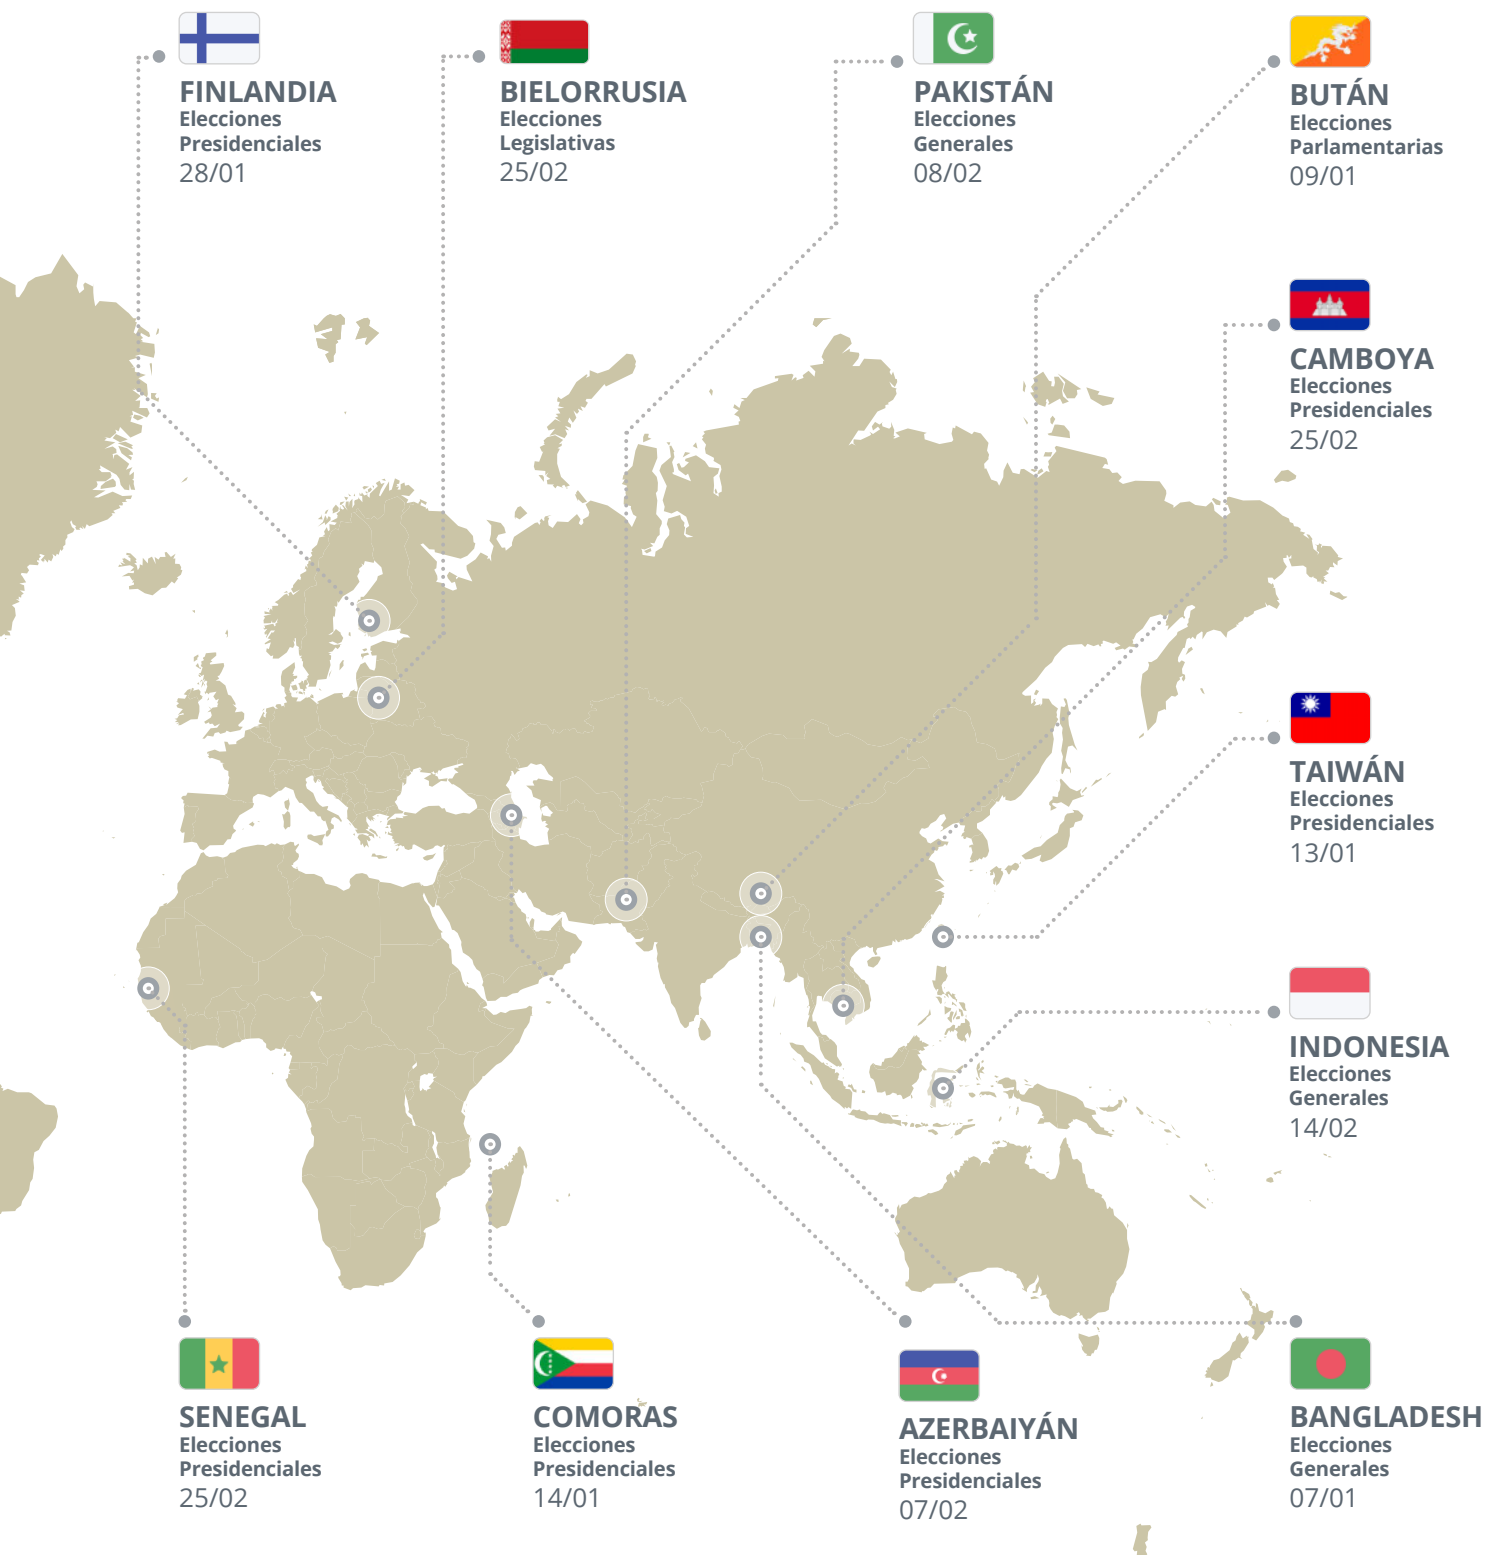 FINLANDIA
Elecciones
Presidenciales
28/01
BIELORRUSIA
Elecciones
Legislativas
25/02
PAKISTÁN
Elecciones
Generales
08/02
BUTÁN
Elecciones
Parlamentarias
09/01
CAMBOYA
Elecciones
Presidenciales
25/02
TAIWÁN
Elecciones
Presidenciales
13/01
INDONESIA
Elecciones
Generales
14/02
SENEGAL
Elecciones
Presidenciales
25/02
COMORAS
Elecciones
Presidenciales
14/01
AZERBAIYÁN
Elecciones
Presidenciales
07/02
BANGLADESH
Elecciones
Generales
07/01